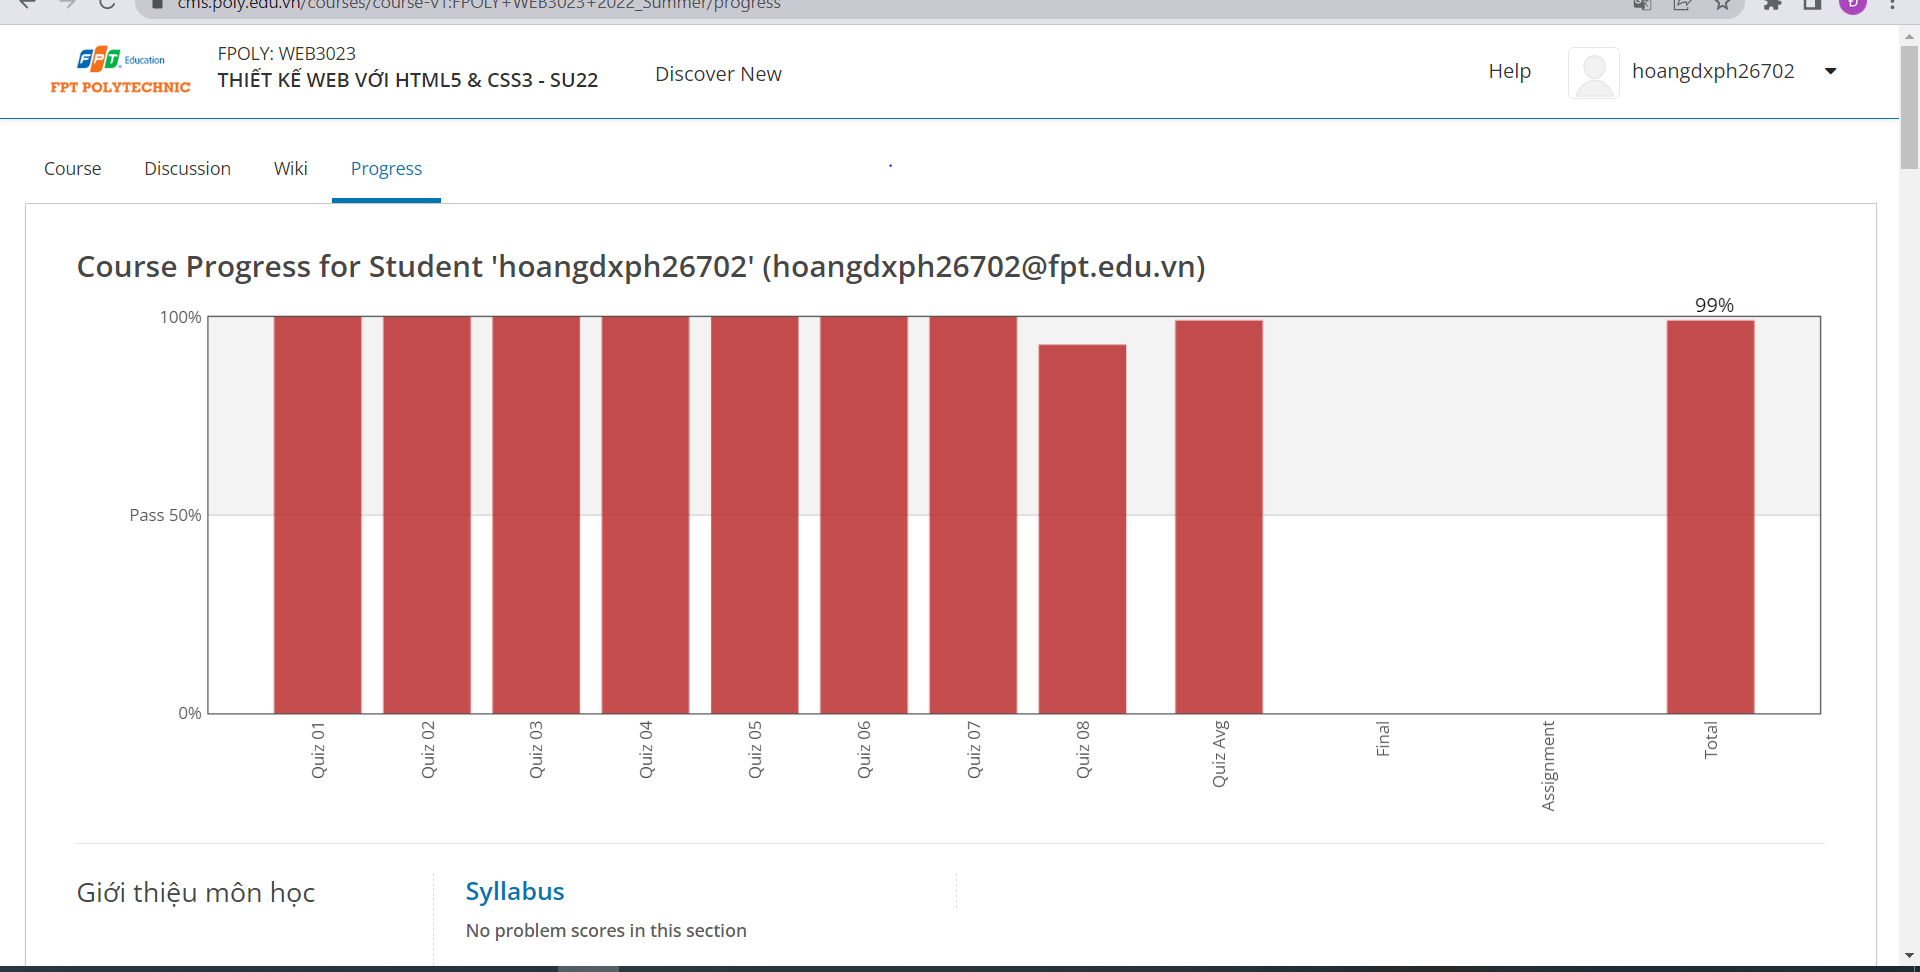 cms.poly.edu.vn/courses/course-v1:FPOLY+WEB3023+2022_Summer/progress
Đ
FPT. Education
FPT POLYTECHNIC
FPOLY: WEB3023
THIẾT KẾ WEB VỚI HTML5 & CSS3 - SU22
Discover New
Help
hoangdxph26702
Course
Discussion
Wiki
Progress
Course Progress for Student 'hoangdxph26702' (hoangdxph26702@fpt.edu.vn)
99%
100%
Pass 50%
0%
Quiz 01
Quiz 02
Quiz 03
Quiz 04
Quiz 05
Quiz 06
Quiz 07
Quiz 08
Quiz Avg
Final
Assignment
Total
Giới thiệu môn học
Syllabus
No problem scores in this section